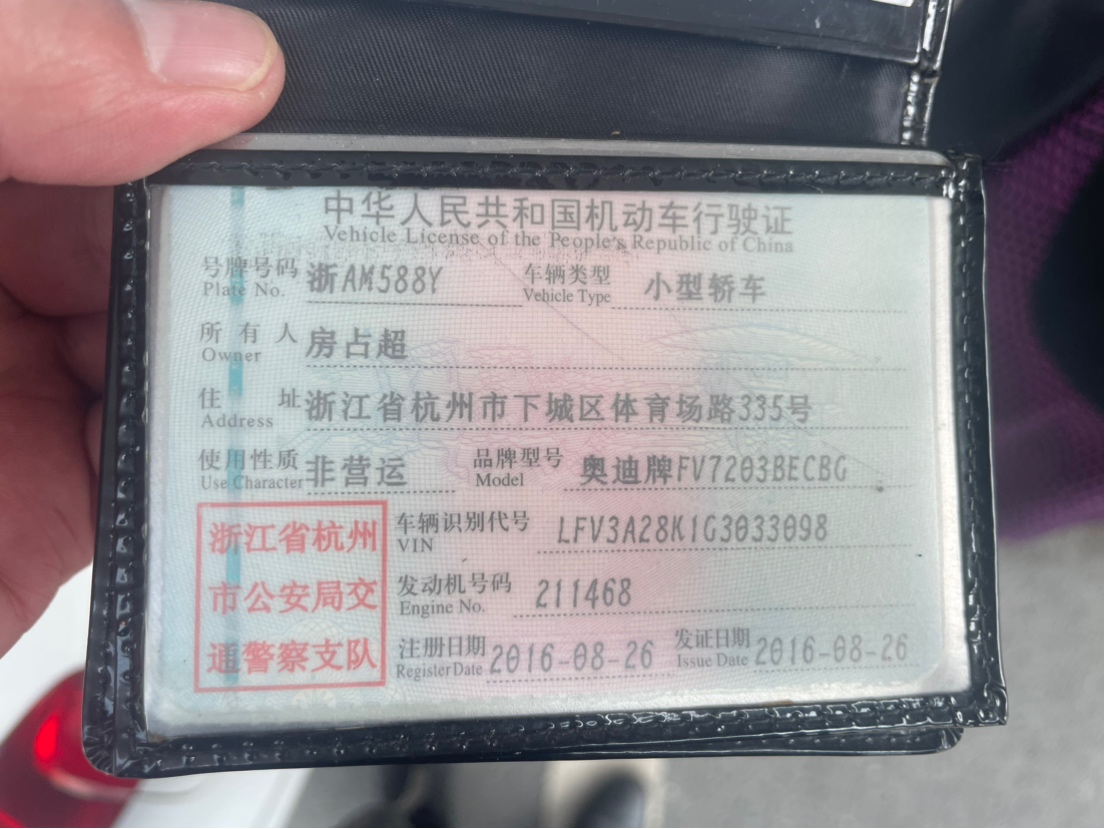 中华人民共和国机动车行驶证
Vehicle License of the People's Republic of China
号牌号码 浙AM588Y 车辆类型 小型轿车
Plate No. Vehicle Type
所有人 房占超
Owner
住址 浙江省杭州市下城区体育场路335号
Address
使用性质 非营运 品牌型号 奥迪牌FV7203BECBG
Use Character Model
浙江省杭州
市公安局交
通警察支队
车辆识别代号 LFV3A28K1G3033098
VIN
发动机号码 211468
Engine No.
注册日期 2016-08-26 发证日期 2016-08-26
Register Date Issue Date